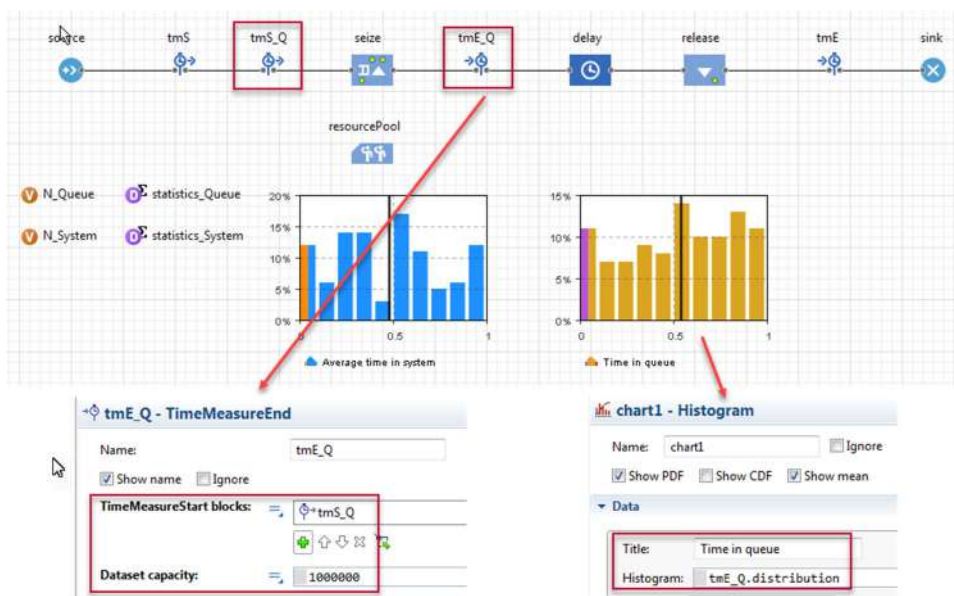 source tmS tmS_Q seize tmE_Q delay release tmE sink
resourcePool
N_Queue statistics_Queue
N_System statistics_System
20%
15%
10%
5%
0%
0 0.5 1
Average time in system
15%
10%
5%
0%
0 0.5 1
Time in queue
tmE_Q - TimeMeasureEnd
Name: tmE_Q
Show name Ignore
TimeMeasureStart blocks: tmS_Q
Dataset capacity: 1000000
chart1 - Histogram
Name: chart1 Ignore
Show PDF Show CDF Show mean
Data
Title: Time in queue
Histogram: tmE_Q.distribution